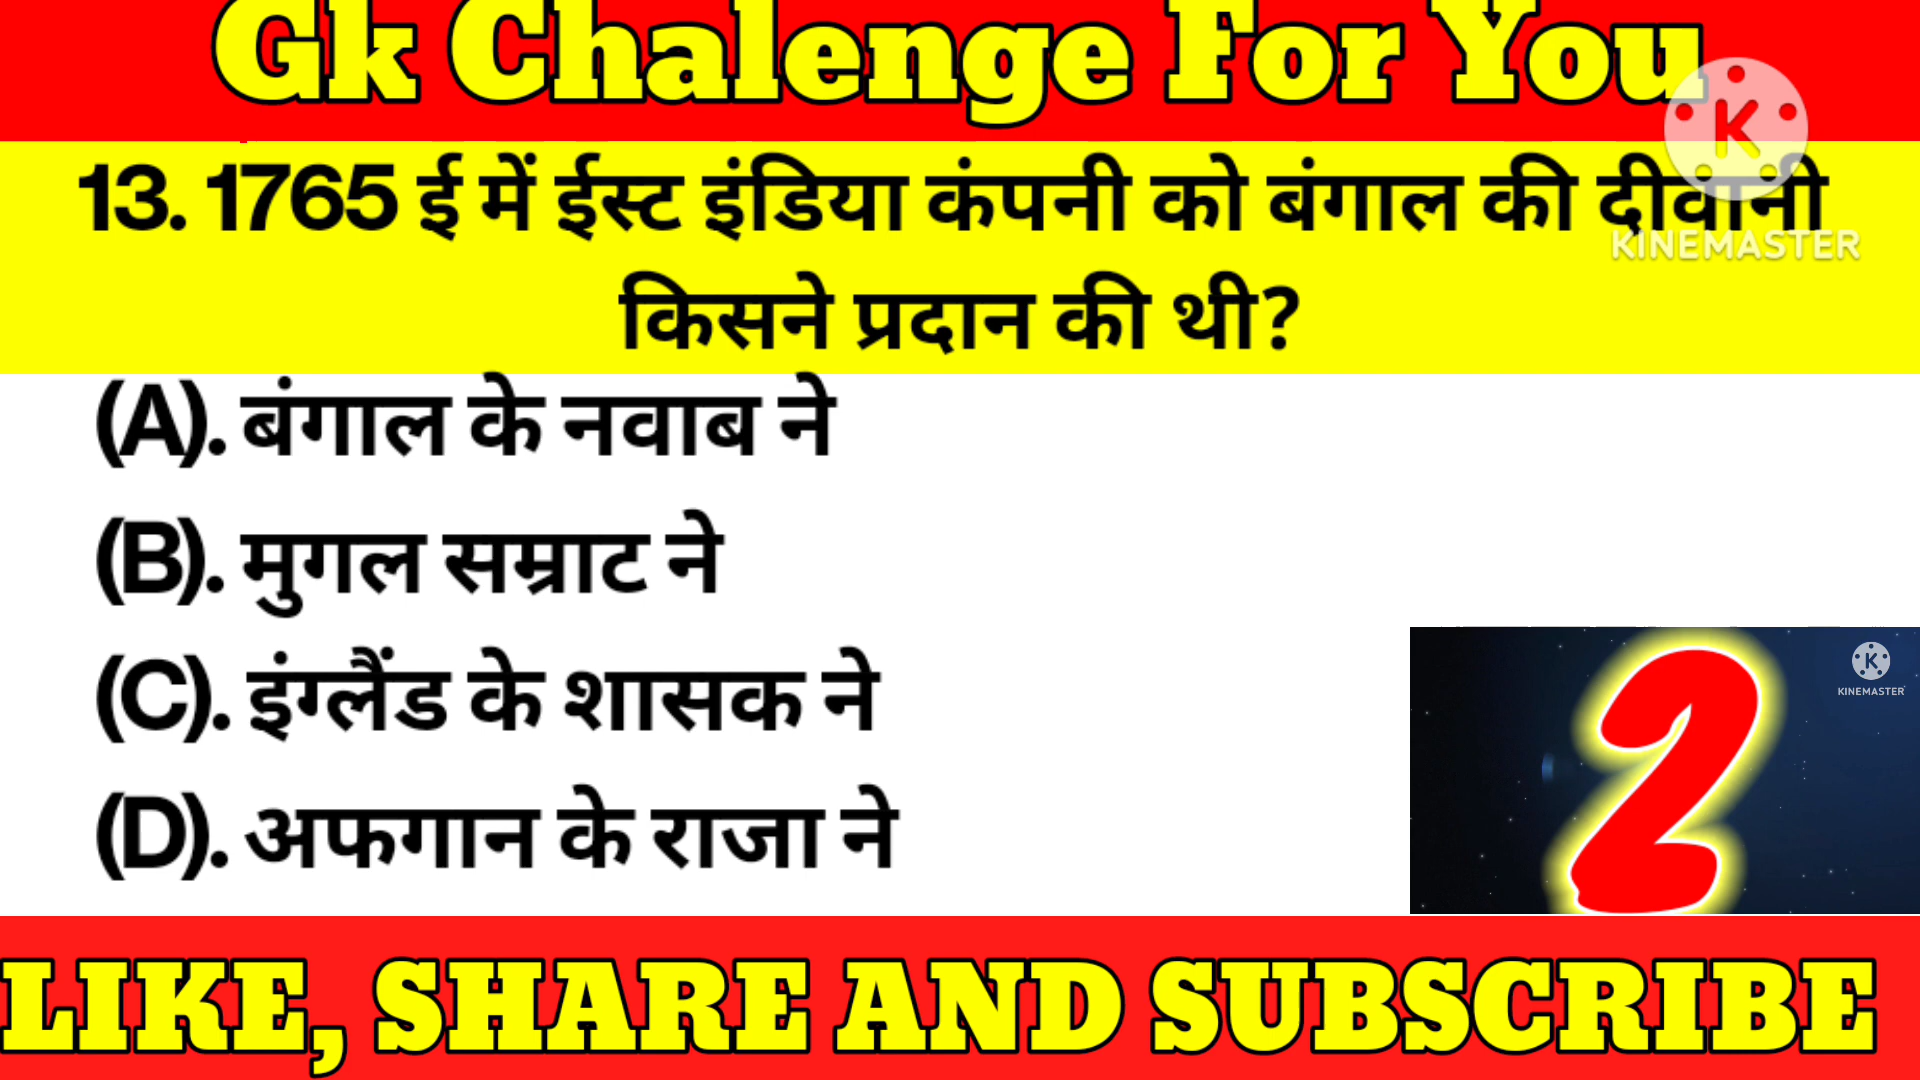 Gk Chalenge For You
13. 1765 ई में ईस्ट इंडिया कंपनी को बंगाल की दीवानी
किसने प्रदान की थी?
K
KINEMASTER
(A). बंगाल के नवाब ने
(B). मुगल सम्राट ने
(C). इंग्लैंड के शासक ने
(D). अफगान के राजा ने
2
K
KINEMASTER
LIKE, SHARE AND SUBSCRIBE